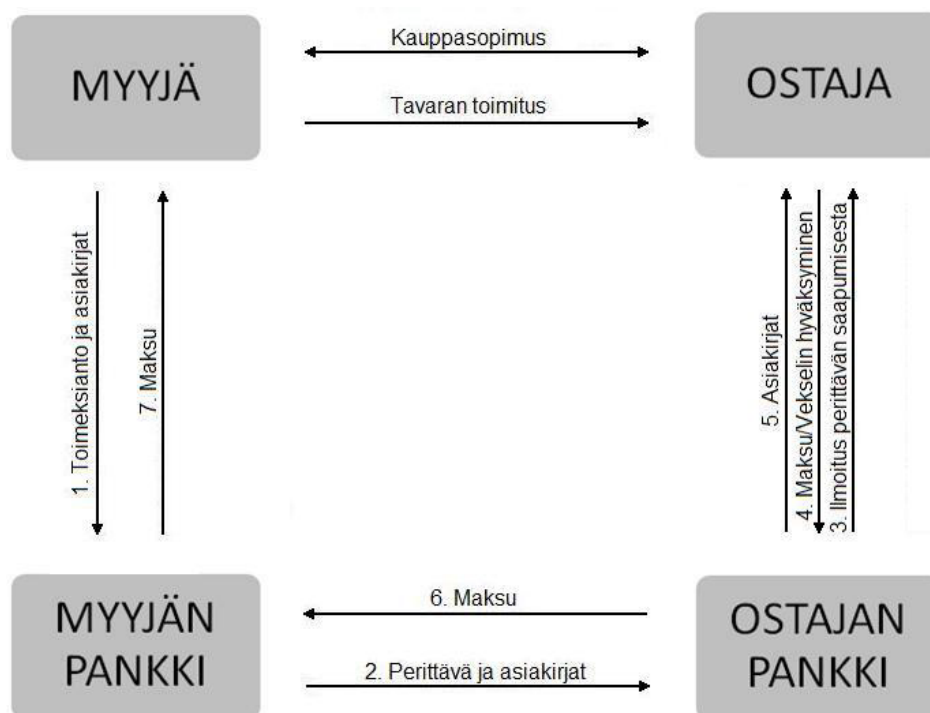 Kauppasopimus
MYYJÄ
OSTAJA
Tavaran toimitus
1. Toimeksianto ja asiakirjat
7. Maksu
5. Asiakirjat
4. Maksu/Vekselin hyväksyminen
3. Ilmoitus perittävän saapumisesta
MYYJÄN
PANKKI
6. Maksu
2. Perittävä ja asiakirjat
OSTAJAN
PANKKI